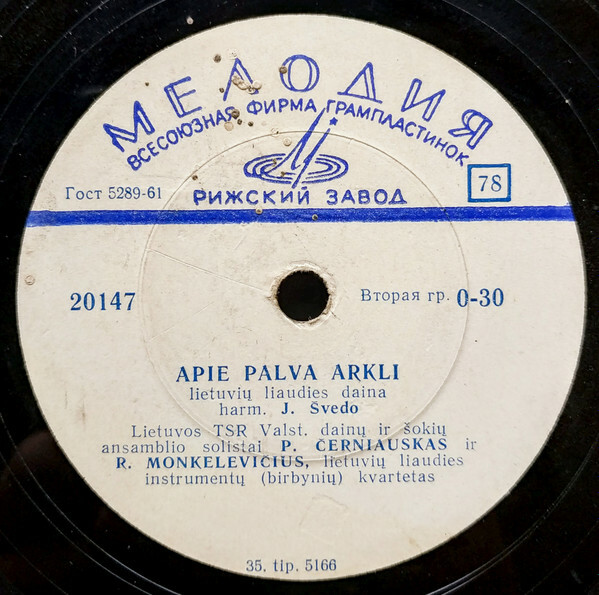 МЕЛОДИЯ
ВСЕСОЮЗНАЯ ФИРМА ГРАМПЛАСТИНОК
Гост 5289-61
РИЖСКИЙ ЗАВОД
78
20147
Вторая гр. 0-30
APIE PALVA ARKLI
lietuvių liaudies daina
harm. J. Švedo
Lietuvos TSR Valst. dainų ir šokių
ansamblio solistai P. ČERNIAUSKAS ir
R. MONKELEVIČIUS, lietuvių liaudies
instrumentų (birbynių) kvartetas
35. tip. 5166